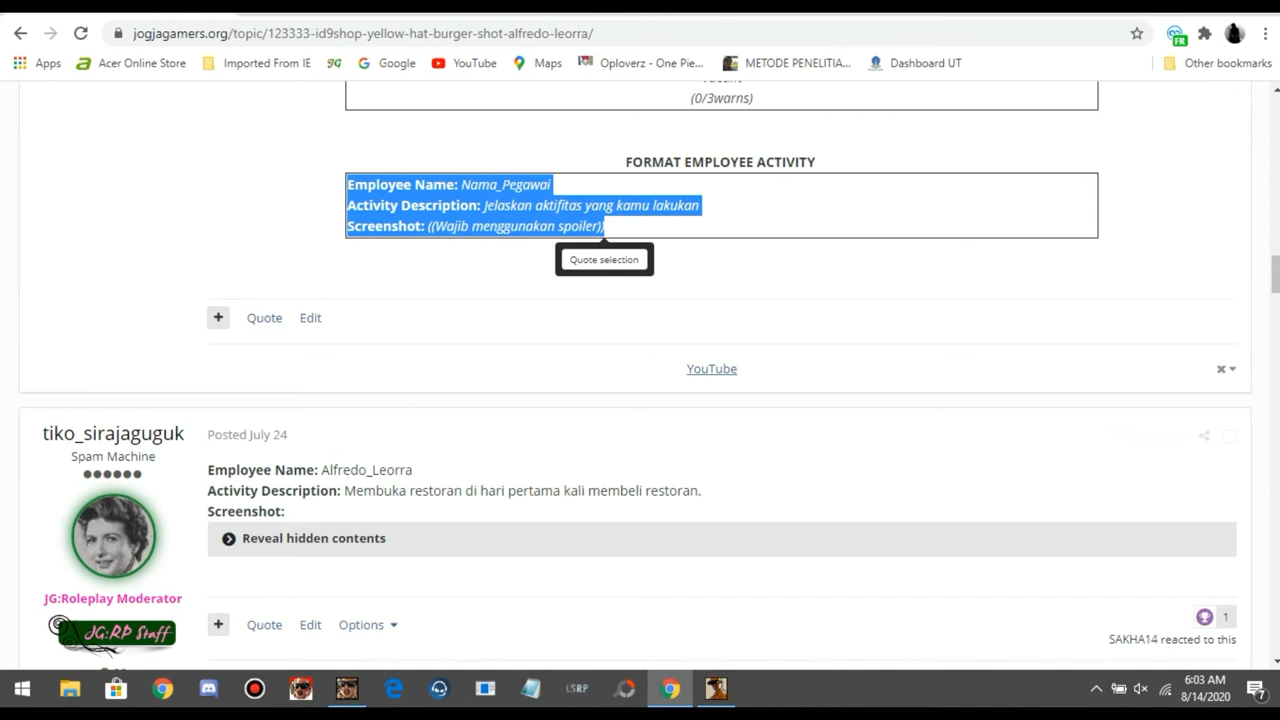 jogjagamers.org/topic/123333-id9shop-yellow-hat-burger-shot-alfredo-leorra/
FR
Apps
Acer Online Store
Imported From IE
Google
YouTube
Maps
Oploverz - One Pie...
METODE PENELITIA...
Dashboard UT
Other bookmarks
(0/3warns)
FORMAT EMPLOYEE ACTIVITY
Employee Name: Nama_Pegawai
Activity Description: Jelaskan aktifitas yang kamu lakukan
Screenshot: ((Wajib menggunakan spoiler))
Quote selection
+ Quote Edit
YouTube
tiko_sirajaguguk
Spam Machine
JG:Roleplay Moderator
JG:RP Staff
Posted July 24
Employee Name: Alfredo_Leorra
Activity Description: Membuka restoran di hari pertama kali membeli restoran.
Screenshot:
Reveal hidden contents
+ Quote Edit Options
1
SAKHA14 reacted to this
LSRP
6:03 AM
8/14/2020
7